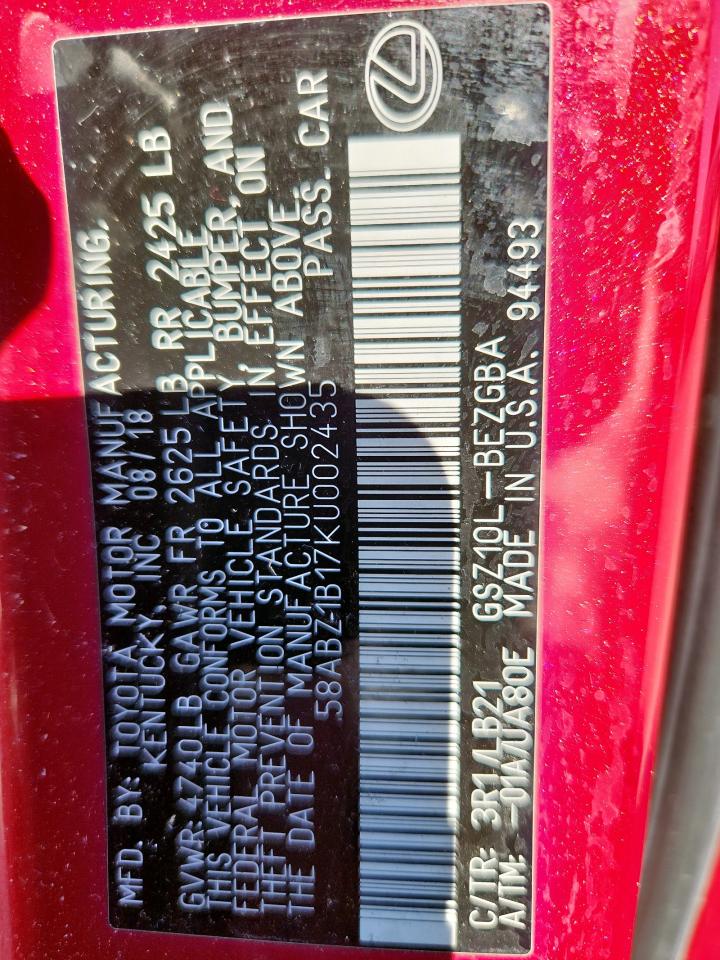 MFD. BY: TOYOTA MOTOR MANUFACTURING.
KENTUCKY, INC 08/18
GVWR 4740LB GAWR FR 2625 LB RR 2425 LB
THIS VEHICLE CONFORMS TO ALL APPLICABLE
FEDERAL MOTOR VEHICLE SAFETY, BUMPER, AND
THEFT PREVENTION STANDARDS IN EFFECT ON
THE DATE OF MANUFACTURE SHOWN ABOVE.
58ABZ1B17KU002435 PASS. CAR
C/TR: 3R1/LB21 GSZ10L-BEZGBA
A/TM: -01A/UA80E MADE IN U.S.A. 94493